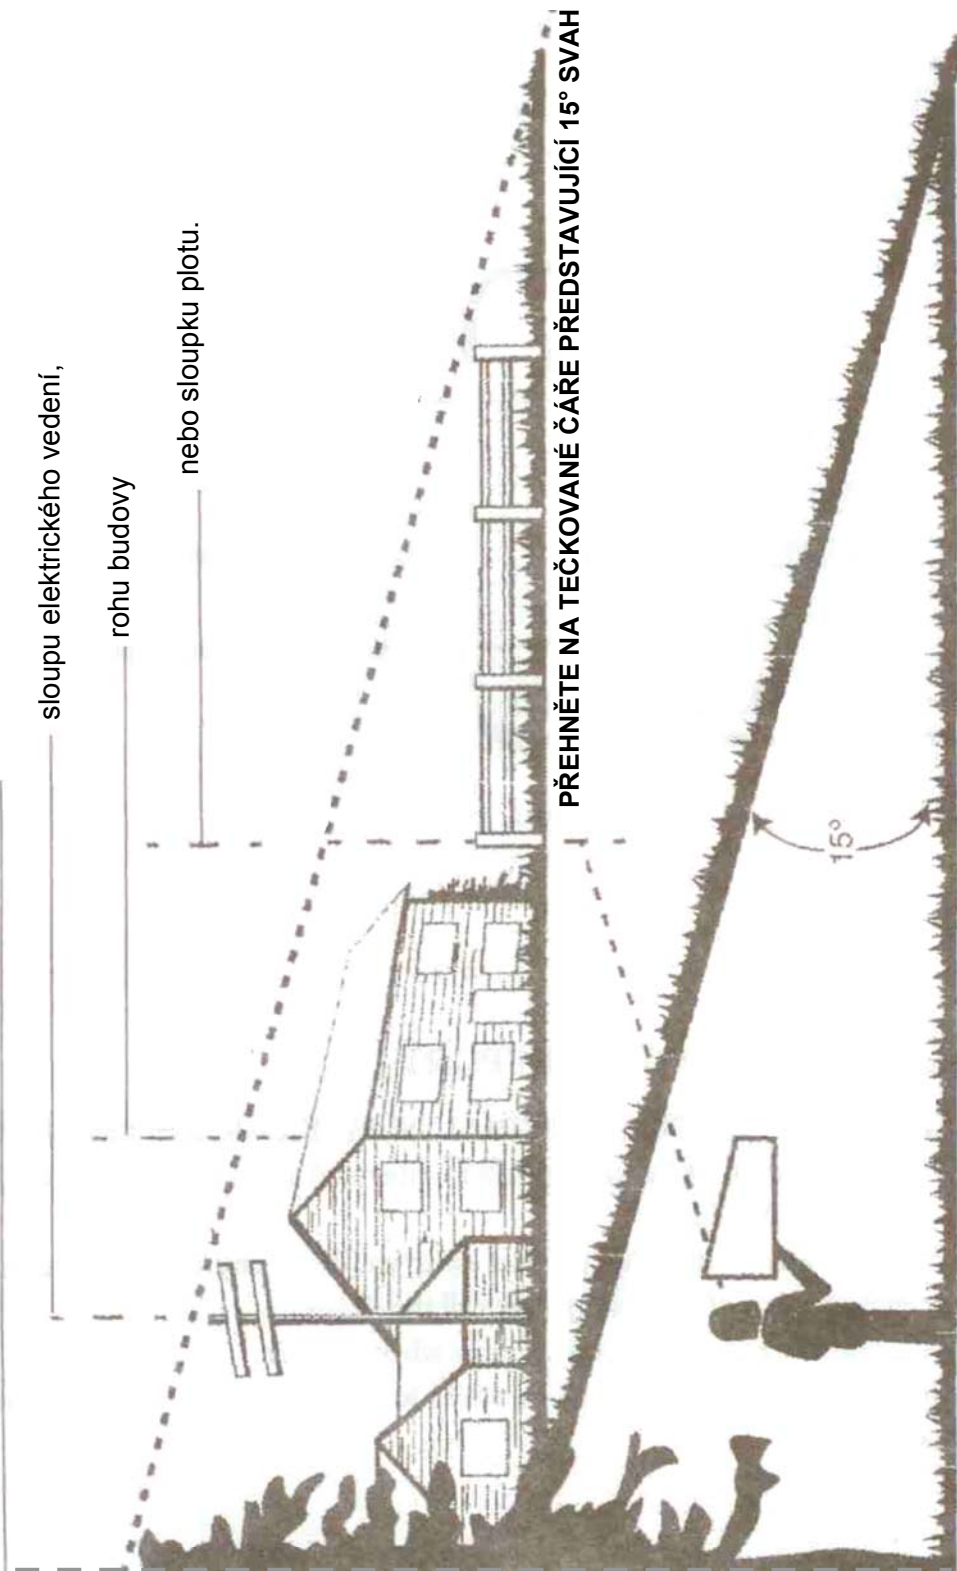 sloupu elektrického vedení,
rohu budovy
nebo sloupku plotu.
PŘEHNĚTE NA TEČKOVANÉ ČÁŘE PŘEDSTAVUJÍCÍ 15° SVAH
15°